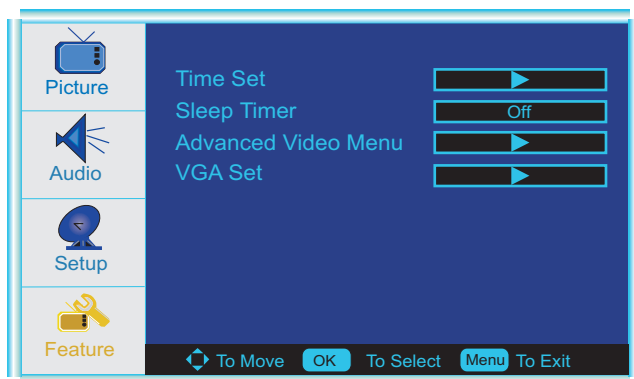 Picture
Audio
Setup
Feature
Time Set
Sleep Timer Off
Advanced Video Menu
VGA Set
To Move OK To Select Menu To Exit